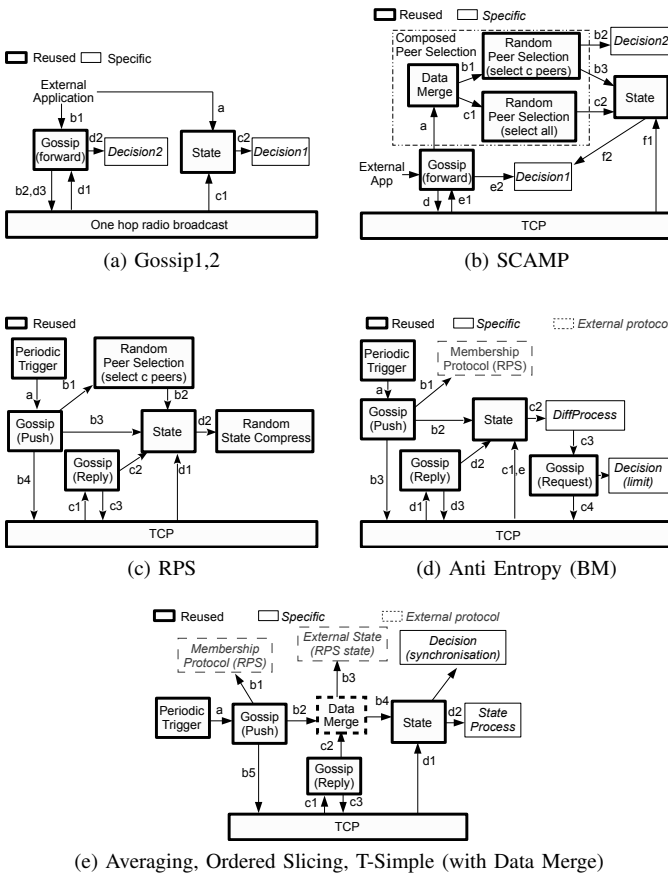 Reused Specific
External
Application
a
b1
Gossip
(forward)
d2
Decision2
State
c2
Decision1
b2,d3
d1
c1
One hop radio broadcast
(a) Gossip1,2
Reused Specific
Composed
Peer Selection
Random
Peer Selection
(select c peers)
b2
Decision2
b1
b3
Data
Merge
c1
Random
Peer Selection
(select all)
c2
State
a
f1
f2
External
App
Gossip
(forward)
e2
Decision1
d
e1
TCP
(b) SCAMP
Reused
Periodic
Trigger
Random
Peer Selection
(select c peers)
a
b1
b2
Gossip
(Push)
b3
State
d2
Random
State Compress
b4
Gossip
(Reply)
c2
d1
c1
c3
TCP
(c) RPS
Reused Specific External protocol
Periodic
Trigger
Membership
Protocol (RPS)
a
b1
Gossip
(Push)
b2
State
c2
DiffProcess
c3
b3
Gossip
(Reply)
d2
c1,e
Gossip
(Request)
Decision
(limit)
d1
d3
c4
TCP
(d) Anti Entropy (BM)
Reused Specific External protocol
Membership
Protocol (RPS)
External State
(RPS state)
Decision
(synchronisation)
b1
b3
b4
Periodic
Trigger
a
Gossip
(Push)
b2
Data
Merge
State
d2
State
Process
c2
b5
Gossip
(Reply)
d1
c1
c3
TCP
(e) Averaging, Ordered Slicing, T-Simple (with Data Merge)